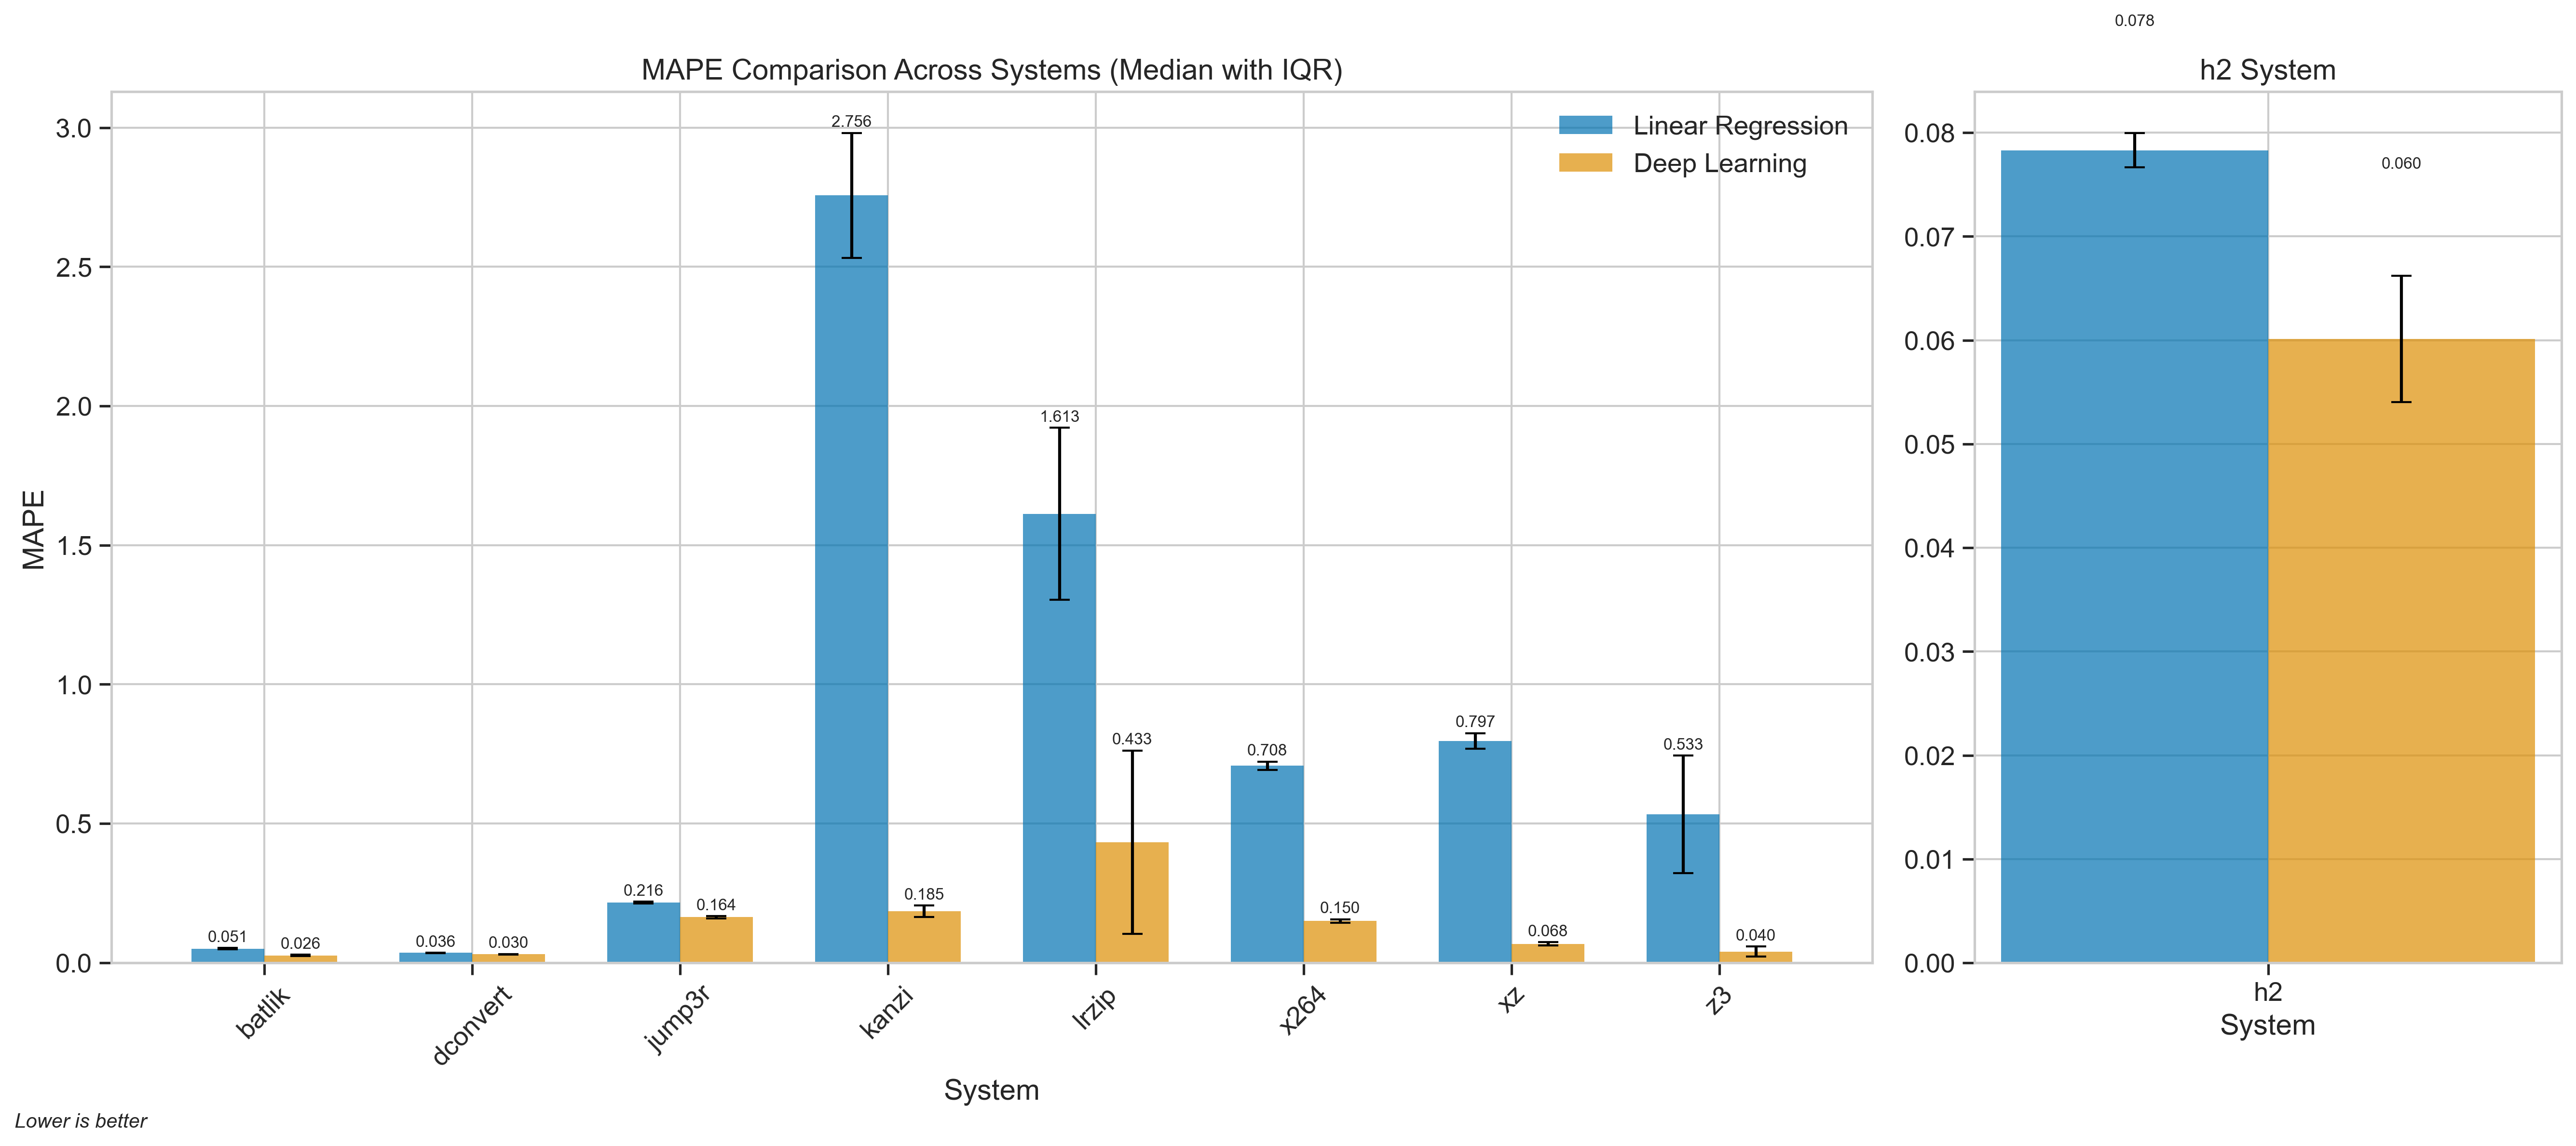 0.078
MAPE Comparison Across Systems (Median with IQR)
h2 System
Linear Regression
Deep Learning
MAPE
3.0
2.5
2.0
1.5
1.0
0.5
0.0
0.051
0.026
0.036
0.030
0.216
0.164
2.756
0.185
1.613
0.433
0.708
0.150
0.797
0.068
0.533
0.040
batlik
dconvert
jump3r
kanzi
lrzip
x264
xz
z3
System
0.060
0.08
0.07
0.06
0.05
0.04
0.03
0.02
0.01
0.00
h2
System
Lower is better